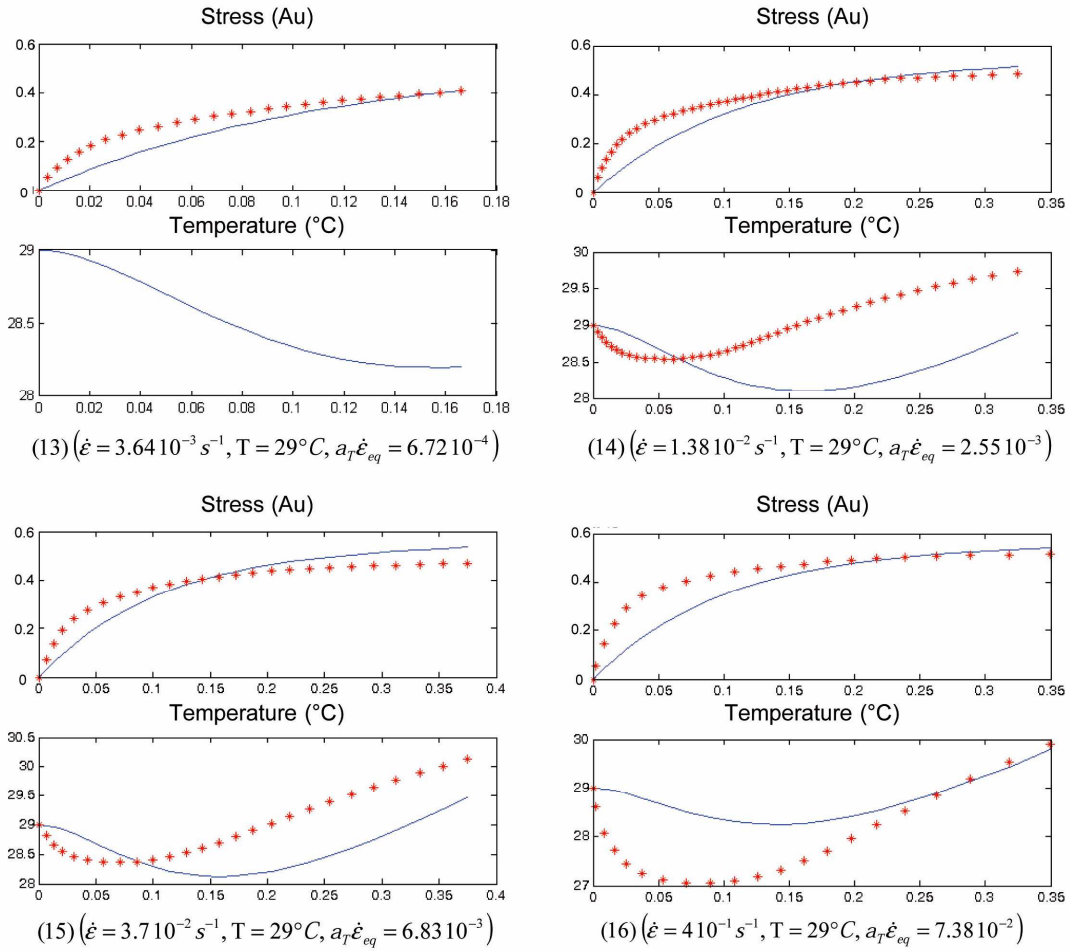 Stress (Au)
0.6
0.4
0.2
0
0 0.02 0.04 0.06 0.08 0.1 0.12 0.14 0.16 0.18
Temperature (°C)
29
28.5
28
0 0.02 0.04 0.06 0.08 0.1 0.12 0.14 0.16 0.18
(13) (ε̇ = 3.64 10⁻³ s⁻¹, T = 29°C, a_T ε̇_eq = 6.72 10⁻⁴)
Stress (Au)
0.6
0.4
0.2
0
0 0.05 0.1 0.15 0.2 0.25 0.3 0.35
Temperature (°C)
30
29.5
29
28.5
28
0 0.05 0.1 0.15 0.2 0.25 0.3 0.35
(14) (ε̇ = 1.38 10⁻² s⁻¹, T = 29°C, a_T ε̇_eq = 2.55 10⁻³)
Stress (Au)
0.6
0.4
0.2
0
0 0.05 0.1 0.15 0.2 0.25 0.3 0.35 0.4
Temperature (°C)
30.5
30
29.5
29
28.5
28
0 0.05 0.1 0.15 0.2 0.25 0.3 0.35 0.4
(15) (ε̇ = 3.7 10⁻² s⁻¹, T = 29°C, a_T ε̇_eq = 6.83 10⁻³)
Stress (Au)
0.6
0.4
0.2
0
0 0.05 0.1 0.15 0.2 0.25 0.3 0.35
Temperature (°C)
30
29
28
27
0 0.05 0.1 0.15 0.2 0.25 0.3 0.35
(16) (ε̇ = 4 10⁻¹ s⁻¹, T = 29°C, a_T ε̇_eq = 7.38 10⁻²)